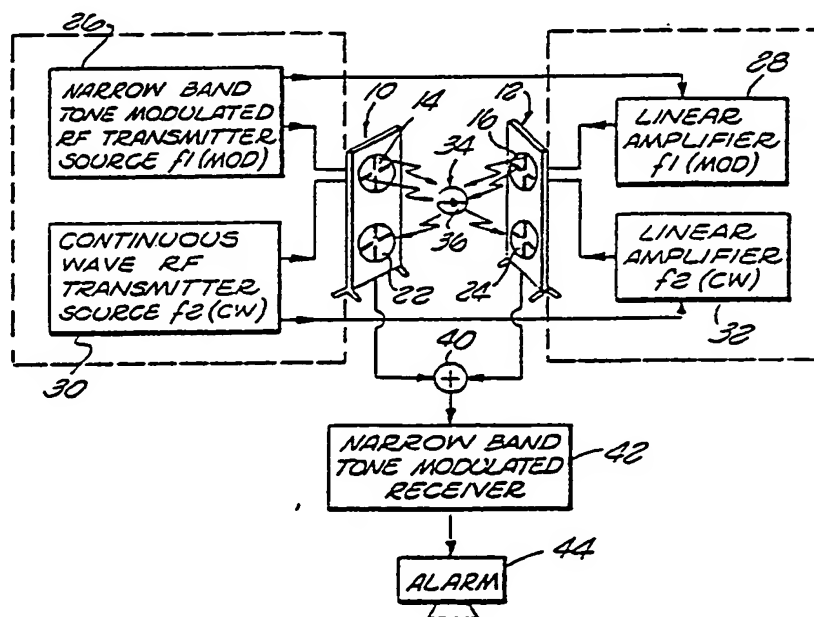 26
NARROW BAND
TONE MODULATED
RF TRANSMITTER
SOURCE f1 (MOD)
CONTINUOUS
WAVE RF
TRANSMITTER
SOURCE f2 (CW)
30
10
14
22
34
36
12
16
24
28
LINEAR
AMPLIFIER
f1 (MOD)
LINEAR
AMPLIFIER
f2 (CW)
32
40
+
NARROW BAND
TONE MODULATED
RECEIVER
42
ALARM
44